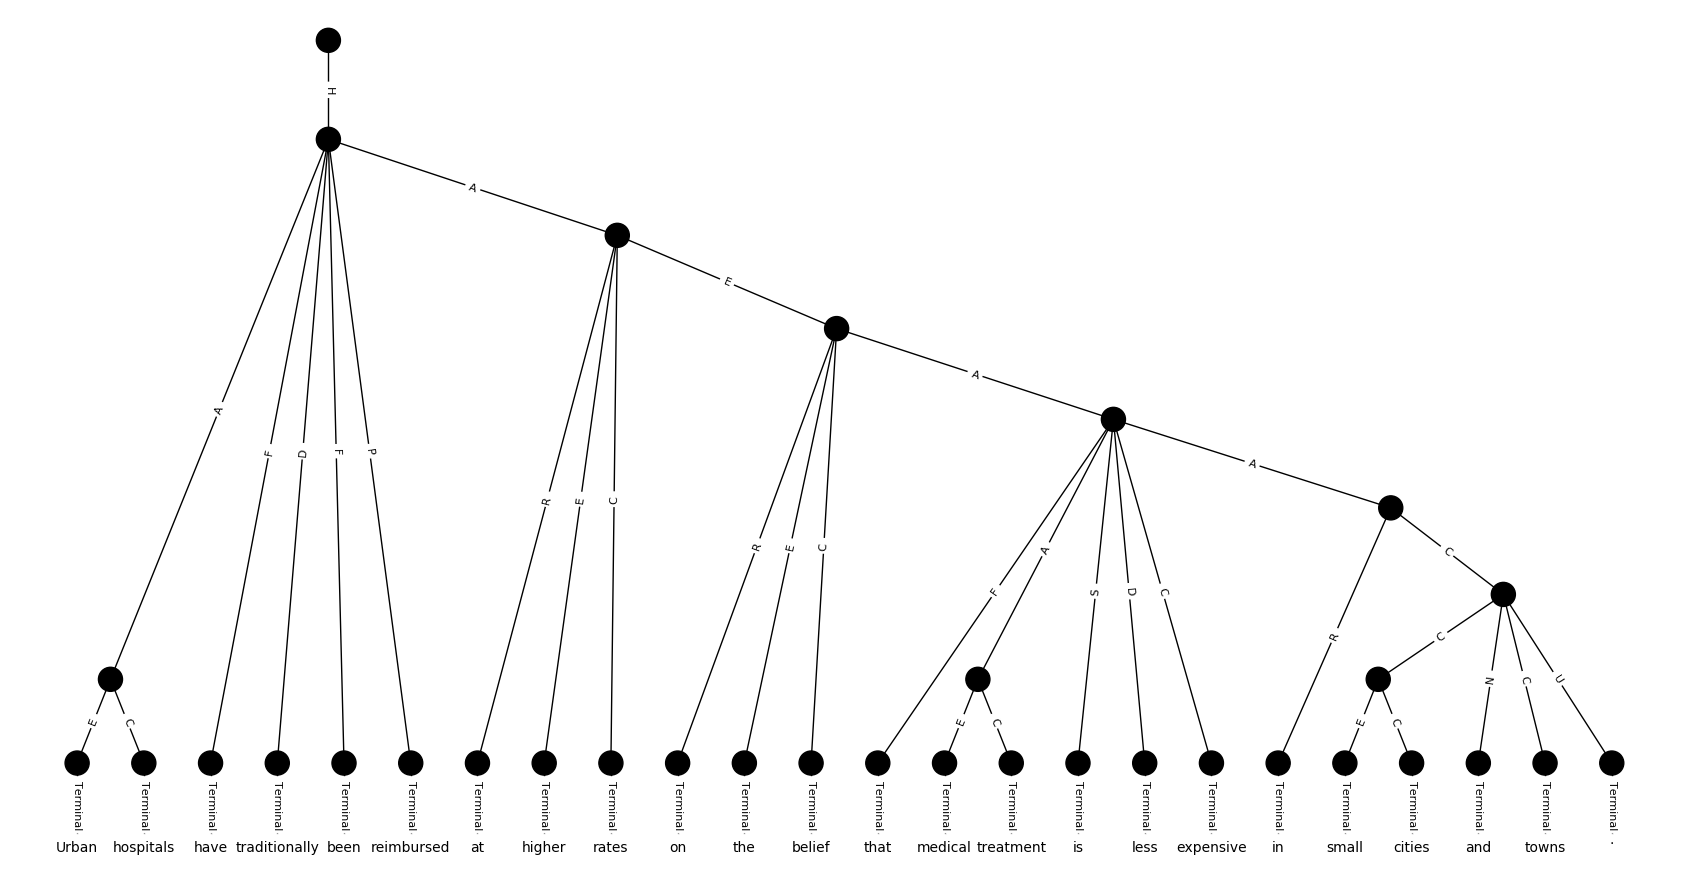 H
A
E
A
A
A
F
D
F
P
R
E
C
R
E
C
F
A
S
D
C
C
R
C
N
C
U
E
C
E
C
E
C
Terminal Terminal Terminal Terminal Terminal Terminal Terminal Terminal Terminal Terminal Terminal Terminal Terminal Terminal Terminal Terminal Terminal Terminal Terminal Terminal Terminal Terminal Terminal Terminal
Urban hospitals have traditionally been reimbursed at higher rates on the belief that medical treatment is less expensive in small cities and towns .